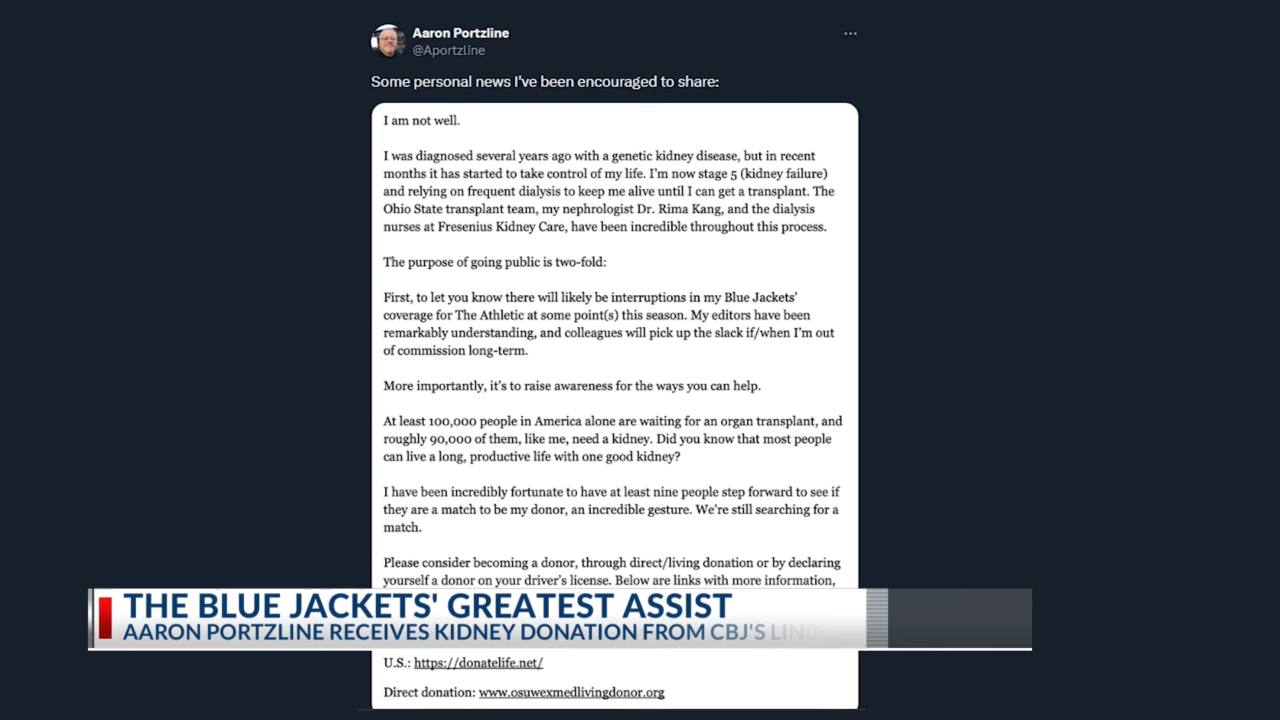 Aaron Portzline
@Aportzline
Some personal news I've been encouraged to share:
I am not well.
I was diagnosed several years ago with a genetic kidney disease, but in recent
months it has started to take control of my life. I'm now stage 5 (kidney failure)
and relying on frequent dialysis to keep me alive until I can get a transplant. The
Ohio State transplant team, my nephrologist Dr. Rima Kang, and the dialysis
nurses at Fresenius Kidney Care, have been incredible throughout this process.
The purpose of going public is two-fold:
First, to let you know there will likely be interruptions in my Blue Jackets'
coverage for The Athletic at some point(s) this season. My editors have been
remarkably understanding, and colleagues will pick up the slack if/when I'm out
of commission long-term.
More importantly, it's to raise awareness for the ways you can help.
At least 100,000 people in America alone are waiting for an organ transplant, and
roughly 90,000 of them, like me, need a kidney. Did you know that most people
can live a long, productive life with one good kidney?
I have been incredibly fortunate to have at least nine people step forward to see if
they are a match to be my donor, an incredible gesture. We're still searching for a
match.
Please consider becoming a donor, through direct/living donation or by declaring
yourself a donor on your driver's license. Below are links with more information,
THE BLUE JACKETS' GREATEST ASSIST
AARON PORTZLINE RECEIVES KIDNEY DONATION FROM CBJ'S
U.S.: https://donatelife.net/
Direct donation: www.osuwexmedlivingdonor.org